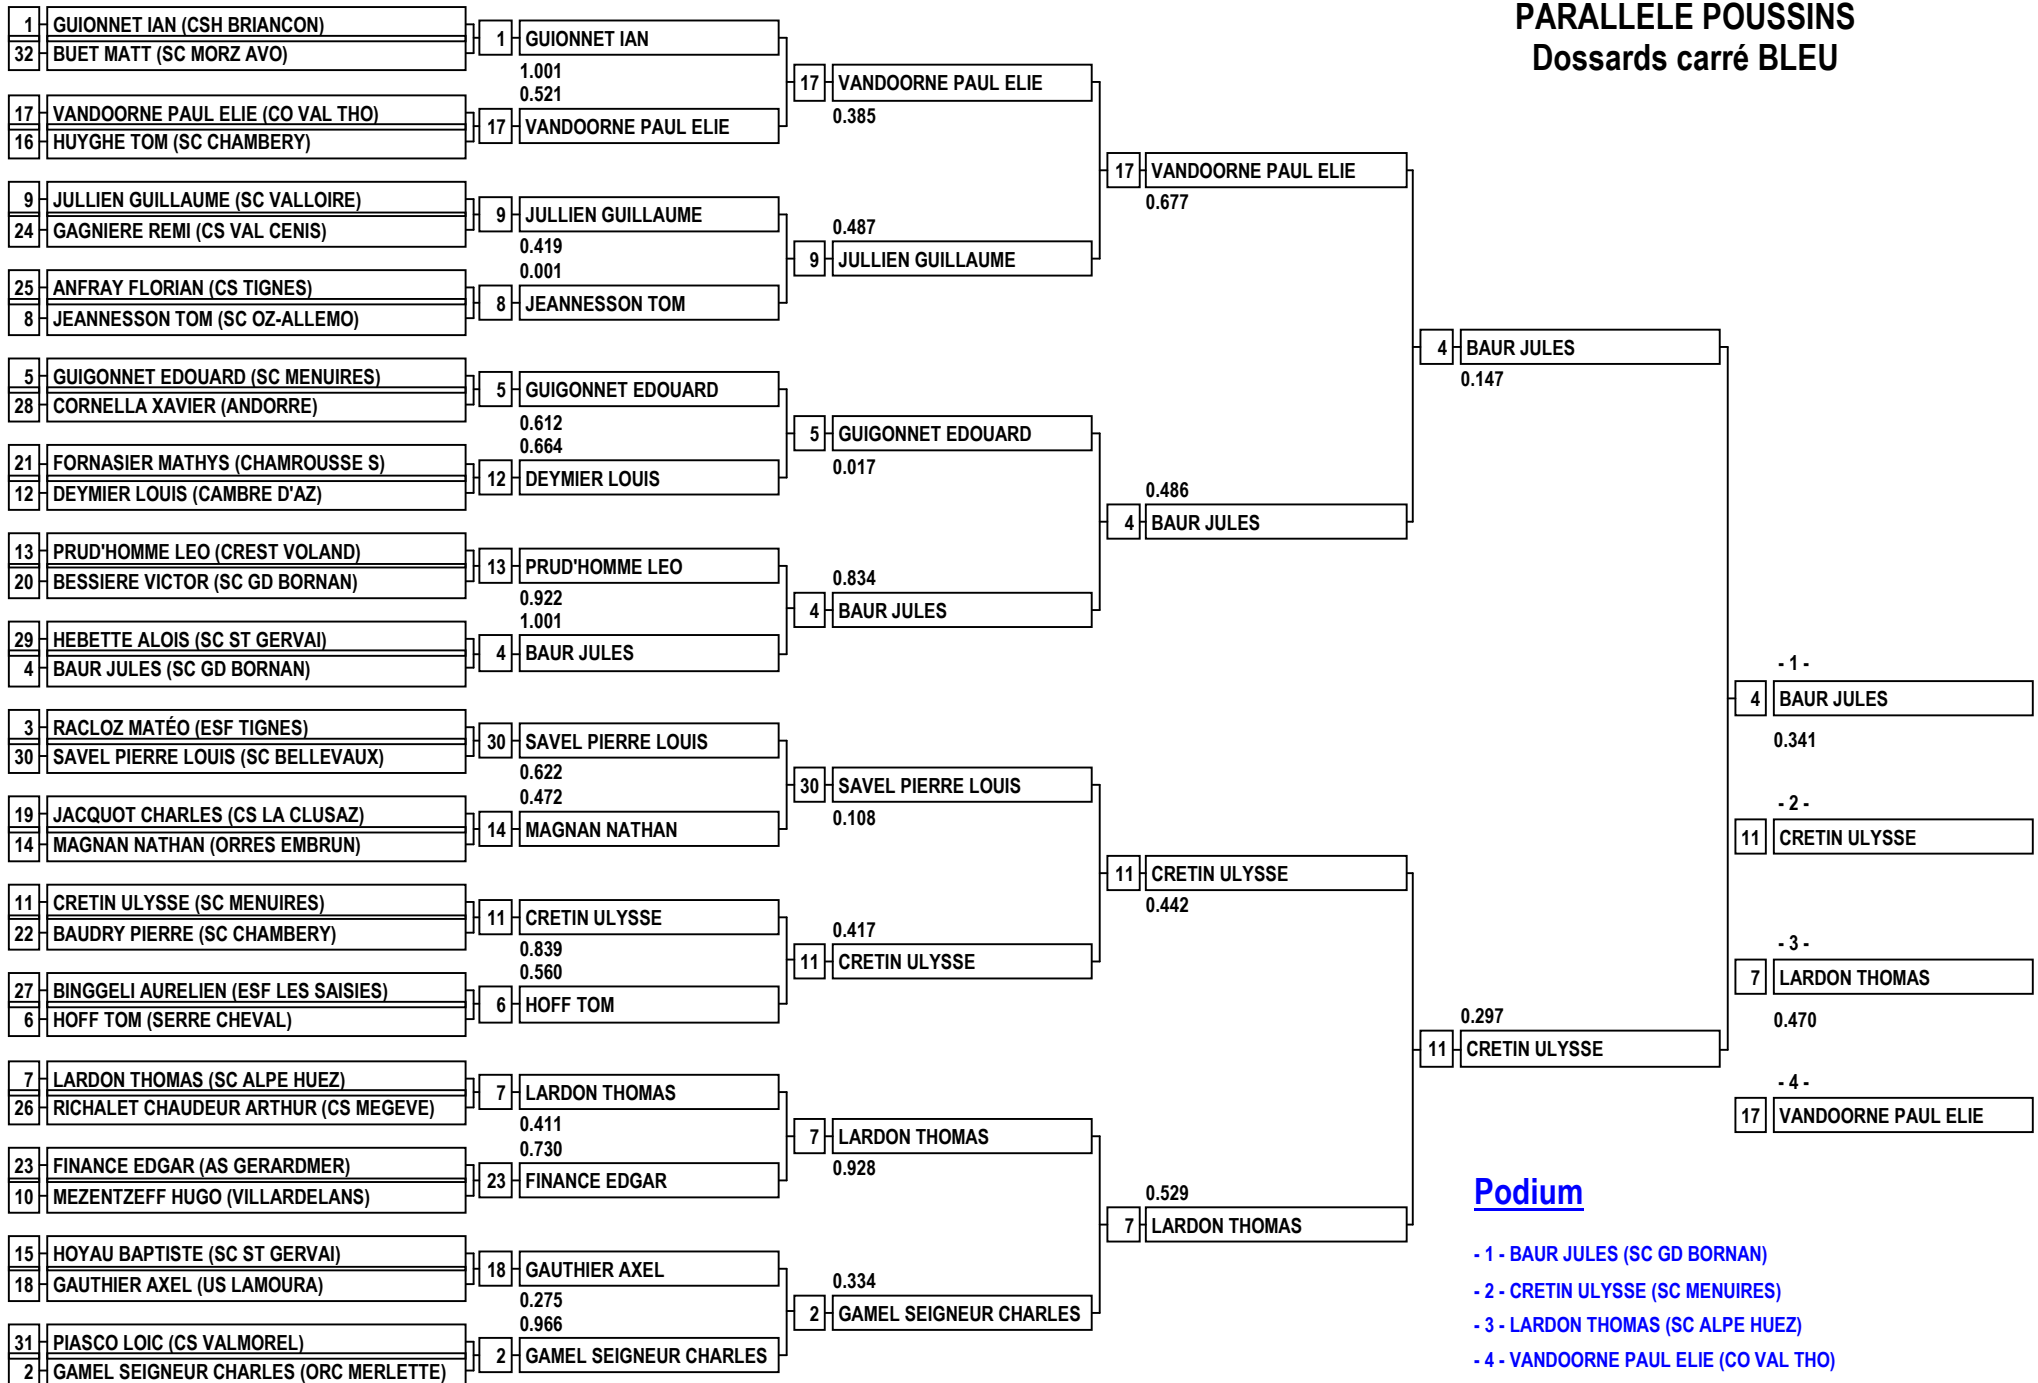 PARALLELE POUSSINS
Dossards carré BLEU
1 GUIONNET IAN (CSH BRIANCON)
32 BUET MATT (SC MORZ AVO)
17 VANDOORNE PAUL ELIE (CO VAL THO)
16 HUYGHE TOM (SC CHAMBERY)
9 JULLIEN GUILLAUME (SC VALLOIRE)
24 GAGNIERE REMI (CS VAL CENIS)
25 ANFRAY FLORIAN (CS TIGNES)
8 JEANNESSON TOM (SC OZ-ALLEMO)
5 GUIGONNET EDOUARD (SC MENUIRES)
28 CORNELLA XAVIER (ANDORRE)
21 FORNASIER MATHYS (CHAMROUSSE S)
12 DEYMIER LOUIS (CAMBRE D'AZ)
13 PRUD'HOMME LEO (CREST VOLAND)
20 BESSIERE VICTOR (SC GD BORNAN)
29 HEBETTE ALOIS (SC ST GERVAI)
4 BAUR JULES (SC GD BORNAN)
3 RACLOZ MATÉO (ESF TIGNES)
30 SAVEL PIERRE LOUIS (SC BELLEVAUX)
19 JACQUOT CHARLES (CS LA CLUSAZ)
14 MAGNAN NATHAN (ORRES EMBRUN)
11 CRETIN ULYSSE (SC MENUIRES)
22 BAUDRY PIERRE (SC CHAMBERY)
27 BINGGELI AURELIEN (ESF LES SAISIES)
6 HOFF TOM (SERRE CHEVAL)
7 LARDON THOMAS (SC ALPE HUEZ)
26 RICHALET CHAUDEUR ARTHUR (CS MEGEVE)
23 FINANCE EDGAR (AS GERARDMER)
10 MEZENTZEFF HUGO (VILLARDELANS)
15 HOYAU BAPTISTE (SC ST GERVAI)
18 GAUTHIER AXEL (US LAMOURA)
31 PIASCO LOIC (CS VALMOREL)
2 GAMEL SEIGNEUR CHARLES (ORC MERLETTE)
1 GUIONNET IAN
1.001
0.521
17 VANDOORNE PAUL ELIE
9 JULLIEN GUILLAUME
0.419
0.001
8 JEANNESSON TOM
5 GUIGONNET EDOUARD
0.612
0.664
12 DEYMIER LOUIS
13 PRUD'HOMME LEO
0.922
1.001
4 BAUR JULES
30 SAVEL PIERRE LOUIS
0.622
0.472
14 MAGNAN NATHAN
11 CRETIN ULYSSE
0.839
0.560
6 HOFF TOM
7 LARDON THOMAS
0.411
0.730
23 FINANCE EDGAR
18 GAUTHIER AXEL
0.275
0.966
2 GAMEL SEIGNEUR CHARLES
17 VANDOORNE PAUL ELIE
0.385
0.487
9 JULLIEN GUILLAUME
5 GUIGONNET EDOUARD
0.017
0.834
4 BAUR JULES
30 SAVEL PIERRE LOUIS
0.108
0.417
11 CRETIN ULYSSE
7 LARDON THOMAS
0.928
0.334
2 GAMEL SEIGNEUR CHARLES
17 VANDOORNE PAUL ELIE
0.677
0.486
4 BAUR JULES
11 CRETIN ULYSSE
0.442
0.529
7 LARDON THOMAS
4 BAUR JULES
0.147
0.297
11 CRETIN ULYSSE
- 1 -
4 BAUR JULES
0.341
- 2 -
11 CRETIN ULYSSE
- 3 -
7 LARDON THOMAS
0.470
- 4 -
17 VANDOORNE PAUL ELIE
Podium
- 1 - BAUR JULES (SC GD BORNAN)
- 2 - CRETIN ULYSSE (SC MENUIRES)
- 3 - LARDON THOMAS (SC ALPE HUEZ)
- 4 - VANDOORNE PAUL ELIE (CO VAL THO)